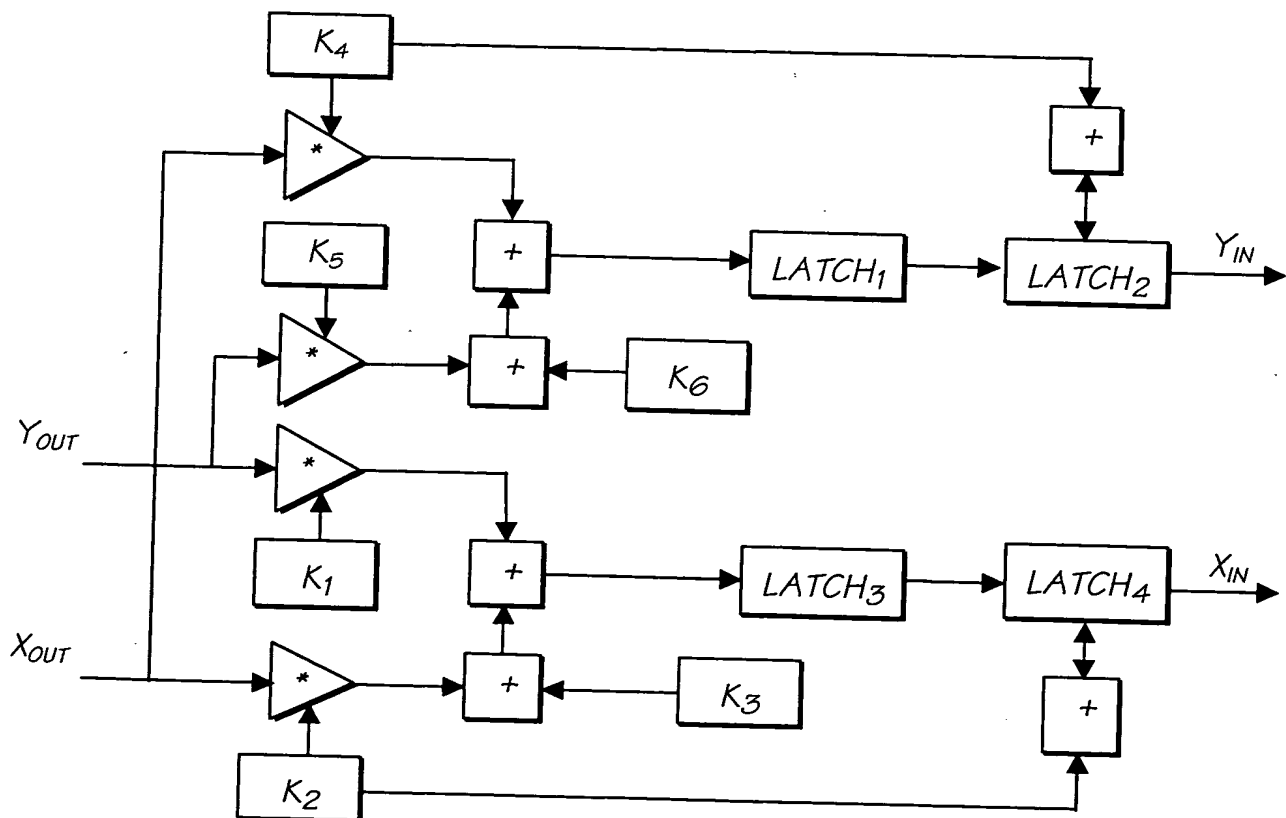 K4
*
+
K5
+
LATCH1
LATCH2
YIN
*
+
K6
YOUT
*
K1
+
LATCH3
LATCH4
XIN
XOUT
*
+
K3
+
K2